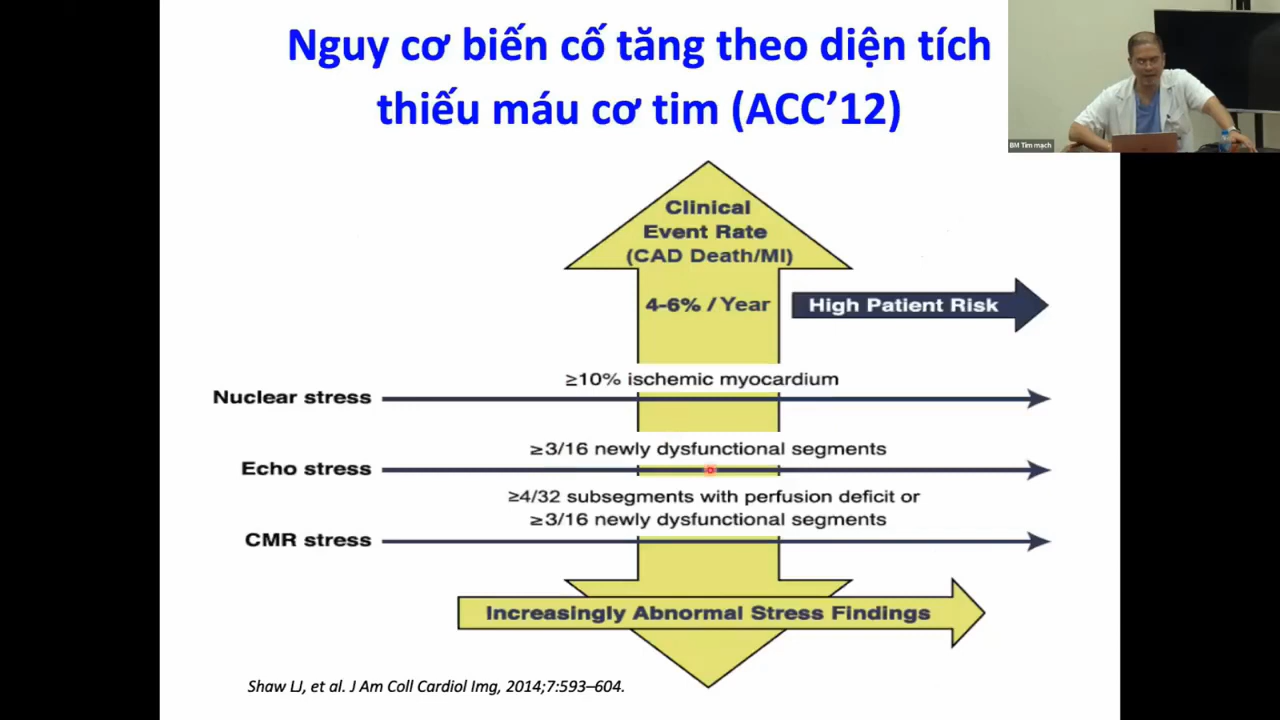 Nguy cơ biến cố tăng theo diện tích
thiếu máu cơ tim (ACC’12)
BM Tim mạch
Clinical
Event Rate
(CAD Death/MI)
4-6% / Year
High Patient Risk
≥10% ischemic myocardium
Nuclear stress
≥3/16 newly dysfunctional segments
Echo stress
≥4/32 subsegments with perfusion deficit or
≥3/16 newly dysfunctional segments
CMR stress
Increasingly Abnormal Stress Findings
Shaw LJ, et al. J Am Coll Cardiol Img, 2014;7:593–604.